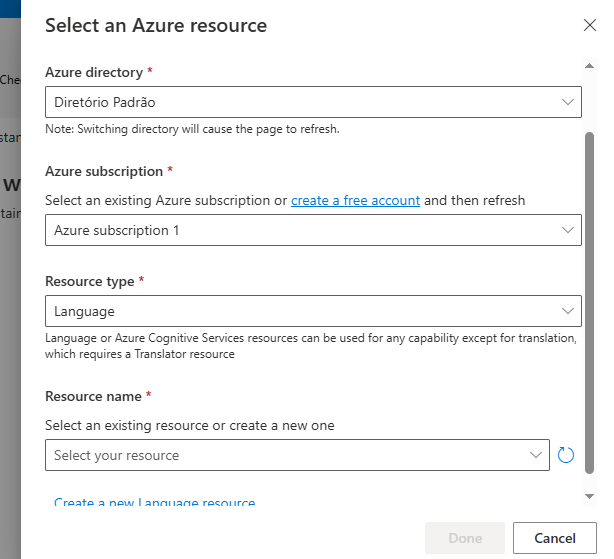 Select an Azure resource
Azure directory *
Diretório Padrão
Note: Switching directory will cause the page to refresh.
Azure subscription *
Select an existing Azure subscription or create a free account and then refresh
Azure subscription 1
Resource type *
Language
Language or Azure Cognitive Services resources can be used for any capability except for translation,
which requires a Translator resource
Resource name *
Select an existing resource or create a new one
Select your resource
Create a new Language resource
Done
Cancel